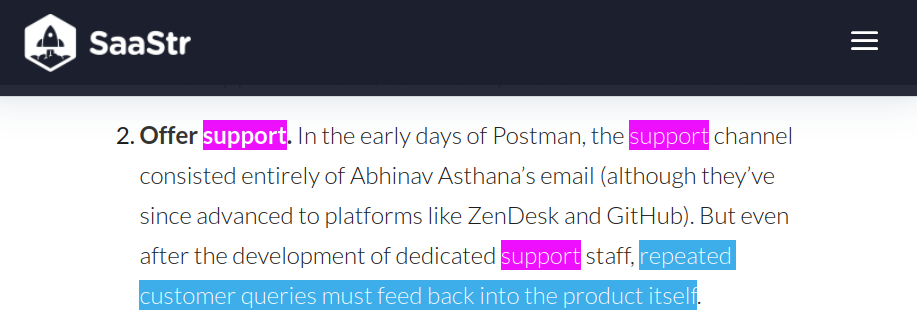 SaaStr
2. Offer support. In the early days of Postman, the support channel
consisted entirely of Abhinav Asthana’s email (although they’ve
since advanced to platforms like ZenDesk and GitHub). But even
after the development of dedicated support staff, repeated
customer queries must feed back into the product itself.